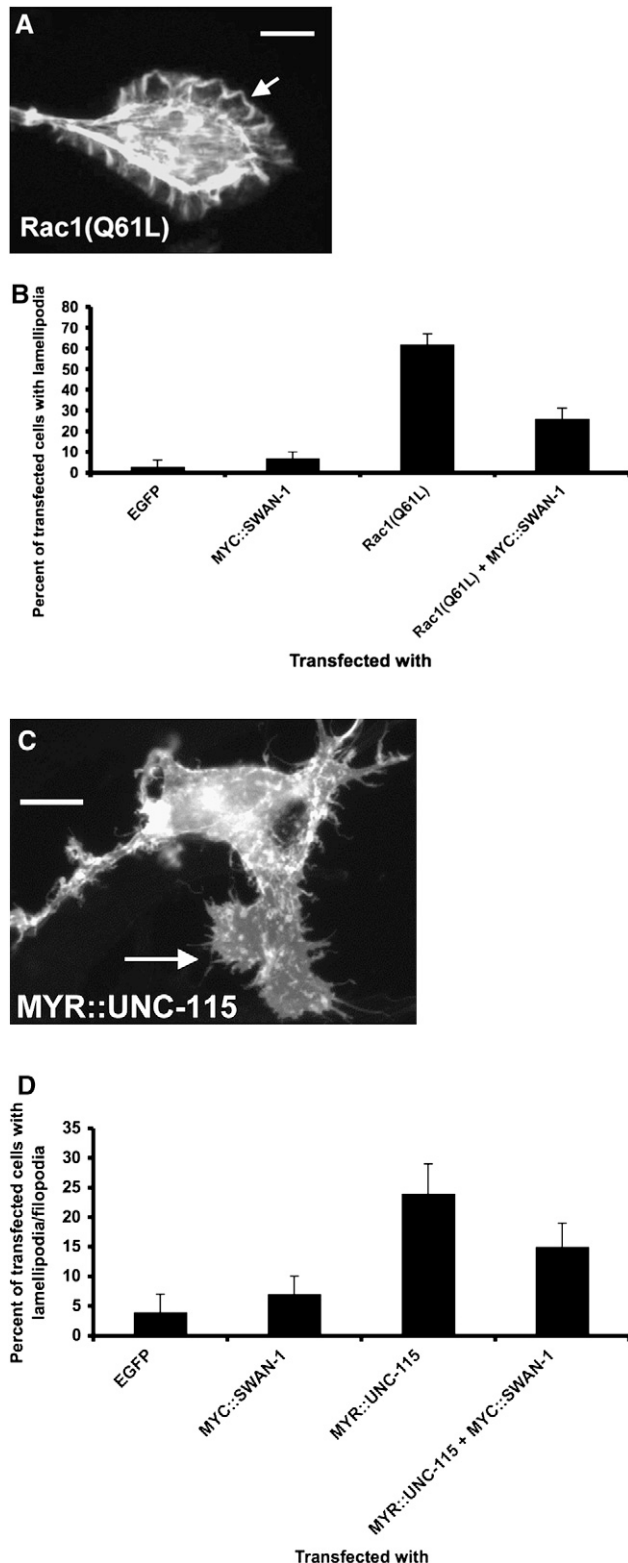 A
Rac1(Q61L)
B
Percent of transfected cells with lamellipodia
80
70
60
50
40
30
20
10
0
EGFP
MYC::SWAN-1
Rac1(Q61L)
Rac1(Q61L) + MYC::SWAN-1
Transfected with
C
MYR::UNC-115
D
Percent of transfected cells with
lamellipodia/filopodia
35
30
25
20
15
10
5
0
EGFP
MYC::SWAN-1
MYR::UNC-115
MYR::UNC-115 + MYC::SWAN-1
Transfected with